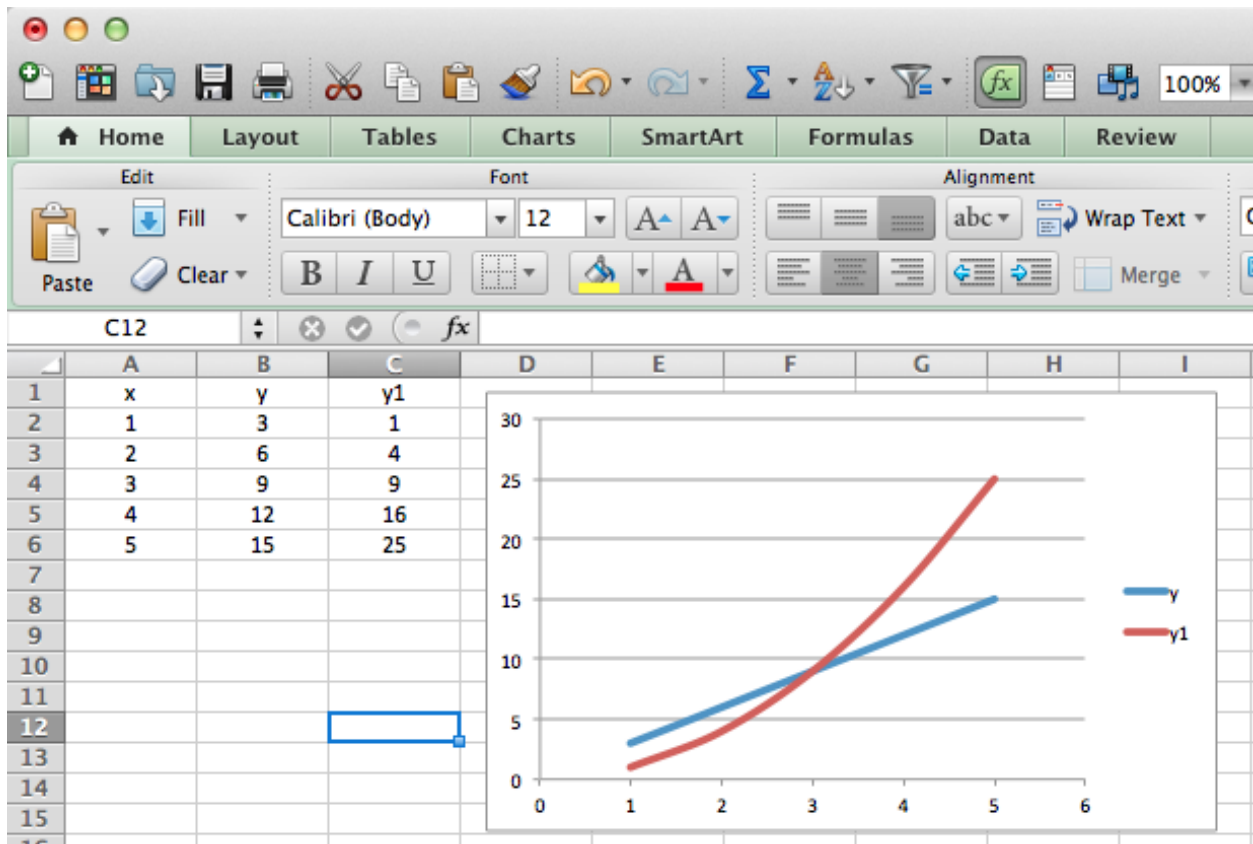 100%
Home Layout Tables Charts SmartArt Formulas Data Review
Edit Font Alignment
Paste Fill Clear Calibri (Body) 12 A A abc Wrap Text
B I U A Merge
C12 fx
A B C D E F G H I
1 x y y1
2 1 3 1
3 2 6 4
4 3 9 9
5 4 12 16
6 5 15 25
7
8
9
10
11
12
13
14
15
30
25
20
15
10
5
0
0 1 2 3 4 5 6
y
y1